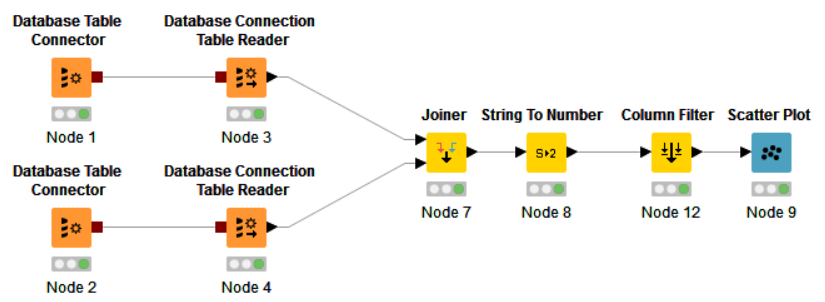 Database Table
Connector
Database Connection
Table Reader
Node 1
Node 3
Joiner
String To Number
Column Filter
Scatter Plot
S▸2
Node 7
Node 8
Node 12
Node 9
Database Table
Connector
Database Connection
Table Reader
Node 2
Node 4